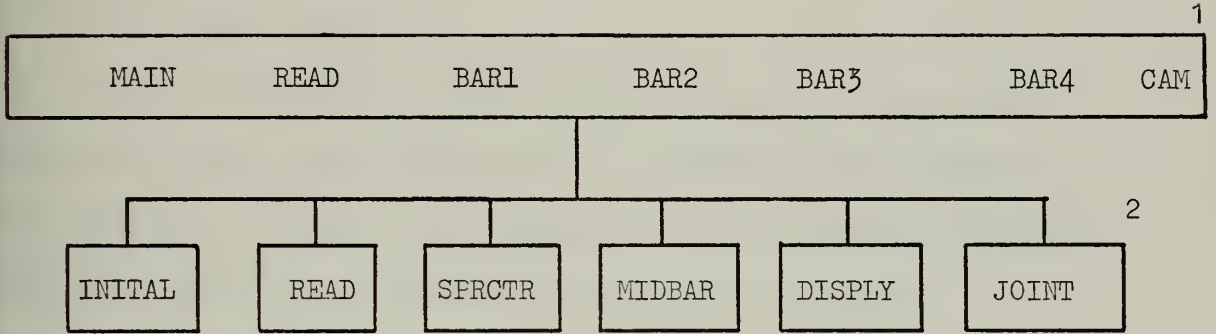 1
MAIN READ BAR1 BAR2 BAR3 BAR4 CAM
2
INITAL READ SPRCTR MIDBAR DISPLY JOINT